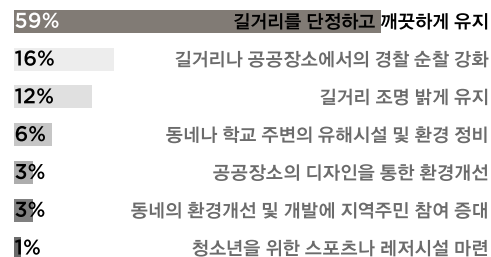 59% 길거리를 단정하고 깨끗하게 유지
16% 길거리나 공공장소에서의 경찰 순찰 강화
12% 길거리 조명 밝게 유지
6% 동네나 학교 주변의 유해시설 및 환경 정비
3% 공공장소의 디자인을 통한 환경개선
3% 동네의 환경개선 및 개발에 지역주민 참여 증대
1% 청소년을 위한 스포츠나 레저시설 마련